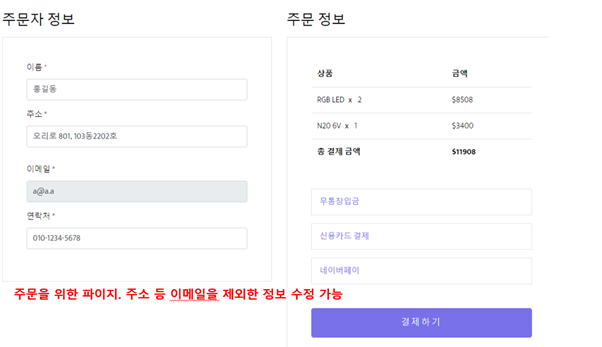 주문자 정보
이름 *
홍길동
주소 *
오리로 801, 103동2202호
이메일 *
a@a.a
연락처 *
010-1234-5678
주문 정보
상품 금액
RGB LED x 2 $8508
N20 6V x 1 $3400
총 결제 금액 $11908
무통장입금
신용카드 결제
네이버페이
결제하기
주문을 위한 파이지. 주소 등 이메일을 제외한 정보 수정 가능